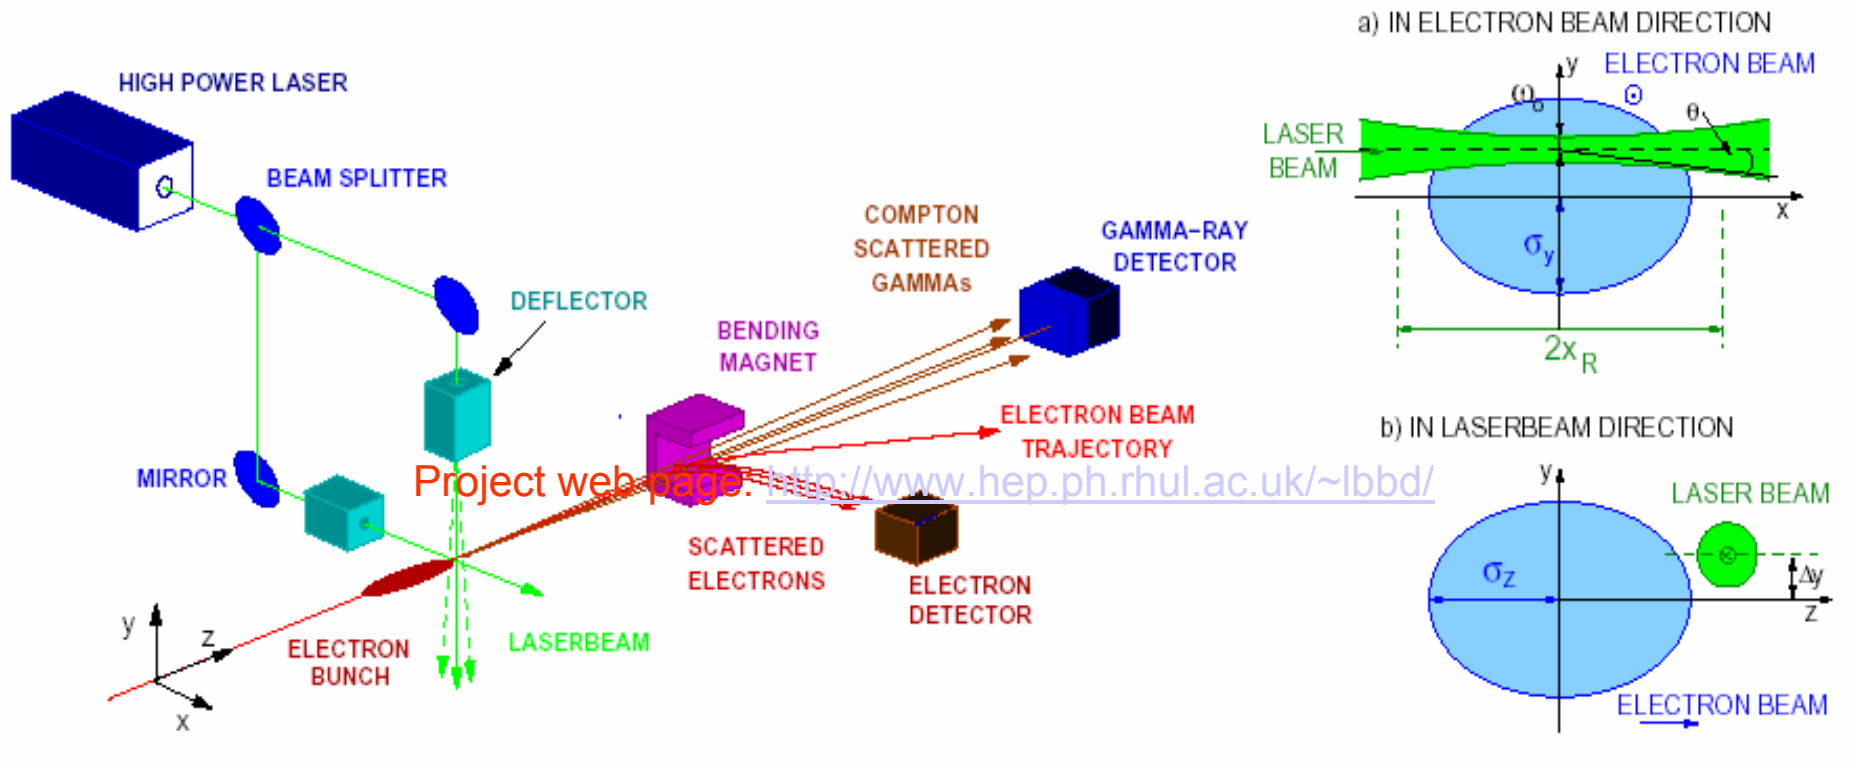 HIGH POWER LASER
BEAM SPLITTER
DEFLECTOR
COMPTON
SCATTERED
GAMMAs
GAMMA-RAY
DETECTOR
BENDING
MAGNET
ELECTRON BEAM
TRAJECTORY
MIRROR
Project web page: http://www.hep.ph.rhul.ac.uk/~lbbd/
SCATTERED
ELECTRONS
ELECTRON
DETECTOR
LASERBEAM
ELECTRON
BUNCH
y
z
x
a) IN ELECTRON BEAM DIRECTION
y
ELECTRON BEAM
ω₀
θ
LASER
BEAM
x
σy
2xR
b) IN LASERBEAM DIRECTION
y
LASER BEAM
σz
Δy
z
ELECTRON BEAM